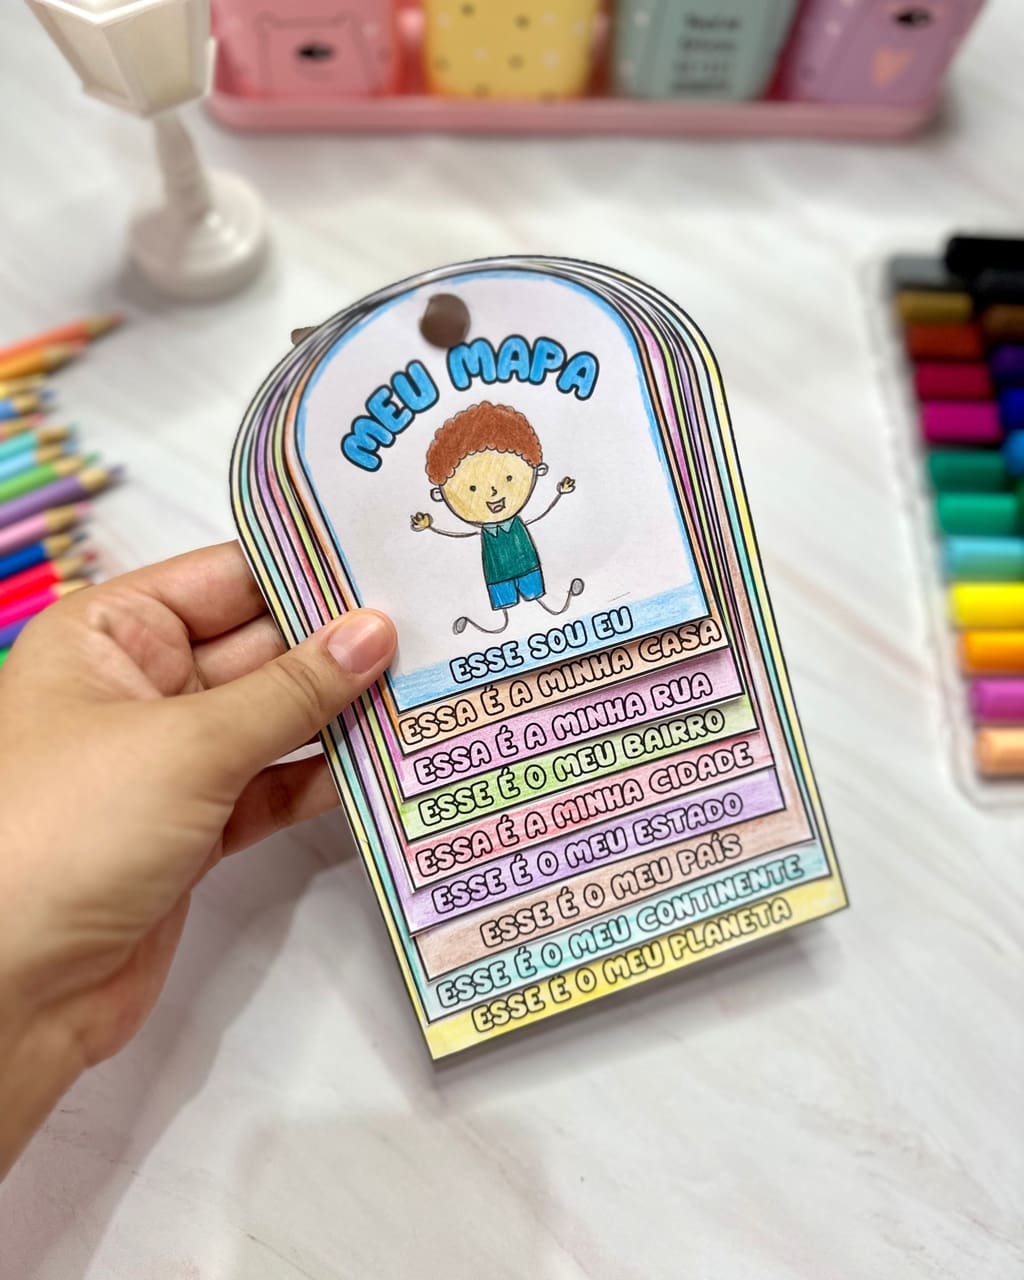 MEU MAPA
ESSE SOU EU
ESSA É A MINHA CASA
ESSA É A MINHA RUA
ESSE É O MEU BAIRRO
ESSA É A MINHA CIDADE
ESSE É O MEU ESTADO
ESSE É O MEU PAÍS
ESSE É O MEU CONTINENTE
ESSE É O MEU PLANETA